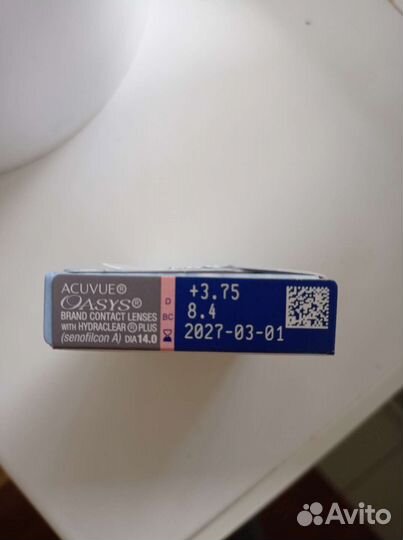 ACUVUE®
OASYS®
BRAND CONTACT LENSES
WITH HYDRACLEAR® PLUS
(senofilcon A) DIA 14.0
D
BC
+3.75
8.4
2027-03-01
Avito